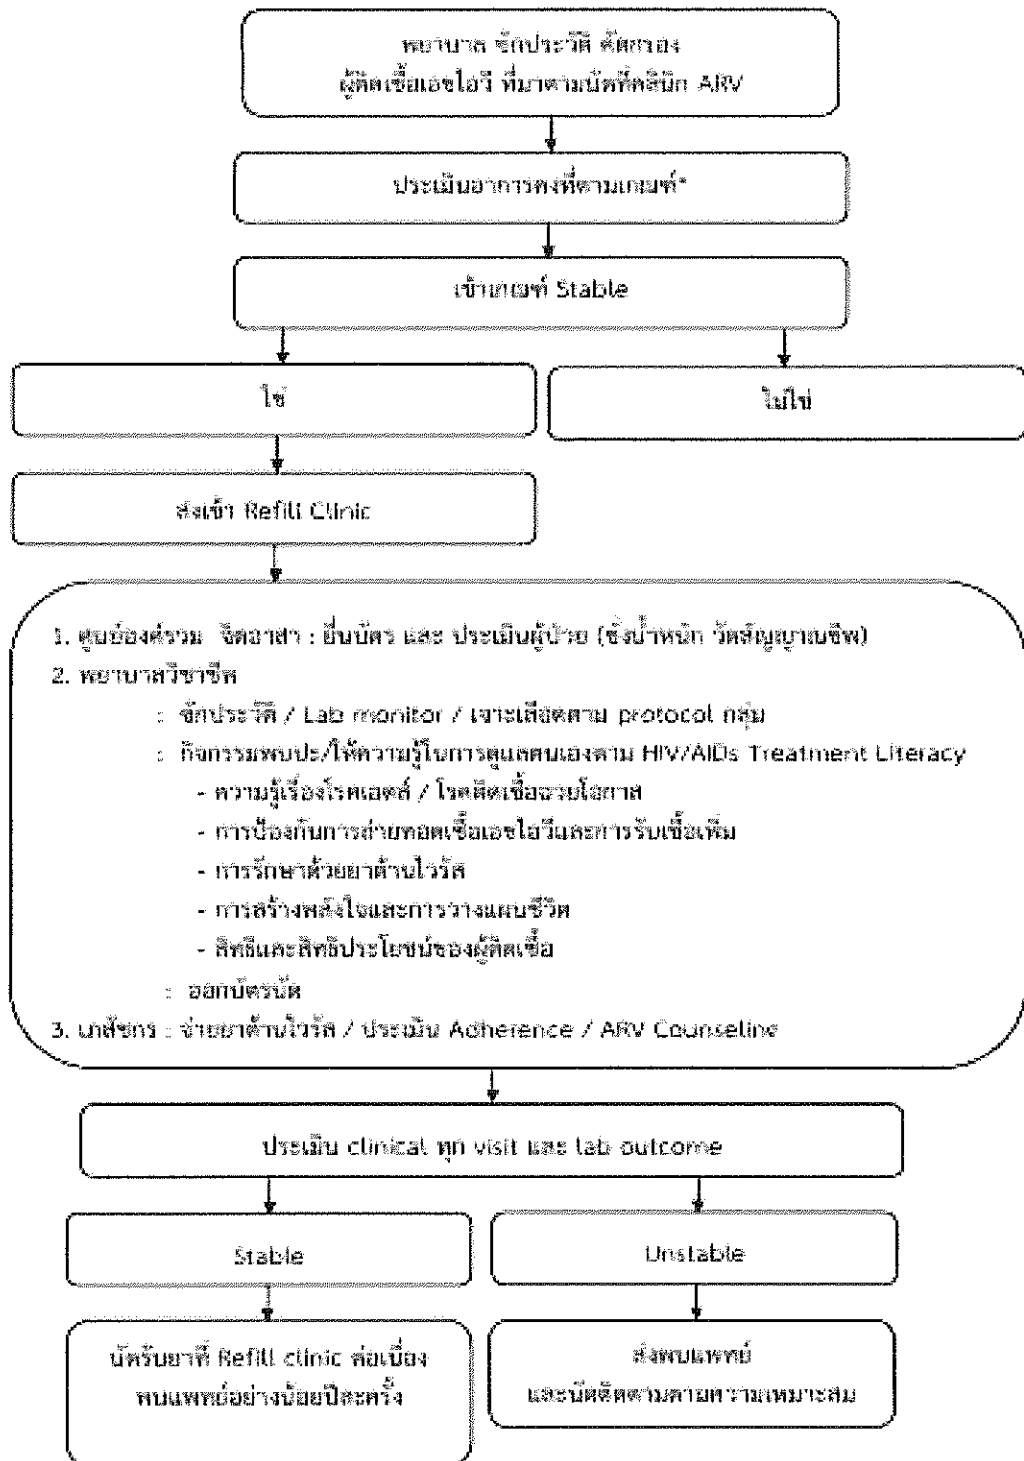 พยาบาล ซักประวัติ คัดกรอง
ผู้ติดเชื้อเอชไอวี ที่มาตามนัดที่คลินิก ARV
ประเมินอาการคงที่ตามเกณฑ์*
เข้าเกณฑ์ Stable
ใช่
ไม่ใช่
ส่งเข้า Refill Clinic
1. ศูนย์องค์รวม จิตอาสา : ยื่นบัตร และ ประเมินผู้ป่วย (ชั่งน้ำหนัก วัดสัญญาณชีพ)
2. พยาบาลวิชาชีพ
: ซักประวัติ / Lab monitor / เจาะเลือดตาม protocol กลุ่ม
: กิจกรรมพบปะ/ให้ความรู้ในการดูแลตนเองตาม HIV/AIDs Treatment Literacy
- ความรู้เรื่องโรคเอดส์ / โรคติดเชื้อฉวยโอกาส
- การป้องกันการถ่ายทอดเชื้อเอชไอวีและการรับเชื้อเพิ่ม
- การรักษาด้วยยาต้านไวรัส
- การสร้างพลังใจและการวางแผนชีวิต
- สิทธิและสิทธิประโยชน์ของผู้ติดเชื้อ
: ออกบัตรนัด
3. เภสัชกร : จ่ายยาต้านไวรัส / ประเมิน Adherence / ARV Counseling
ประเมิน clinical ทุก visit และ lab outcome
Stable
Unstable
นัดรับยาที่ Refill clinic ต่อเนื่อง
พบแพทย์อย่างน้อยปีละครั้ง
ส่งพบแพทย์
และนัดติดตามตามความเหมาะสม